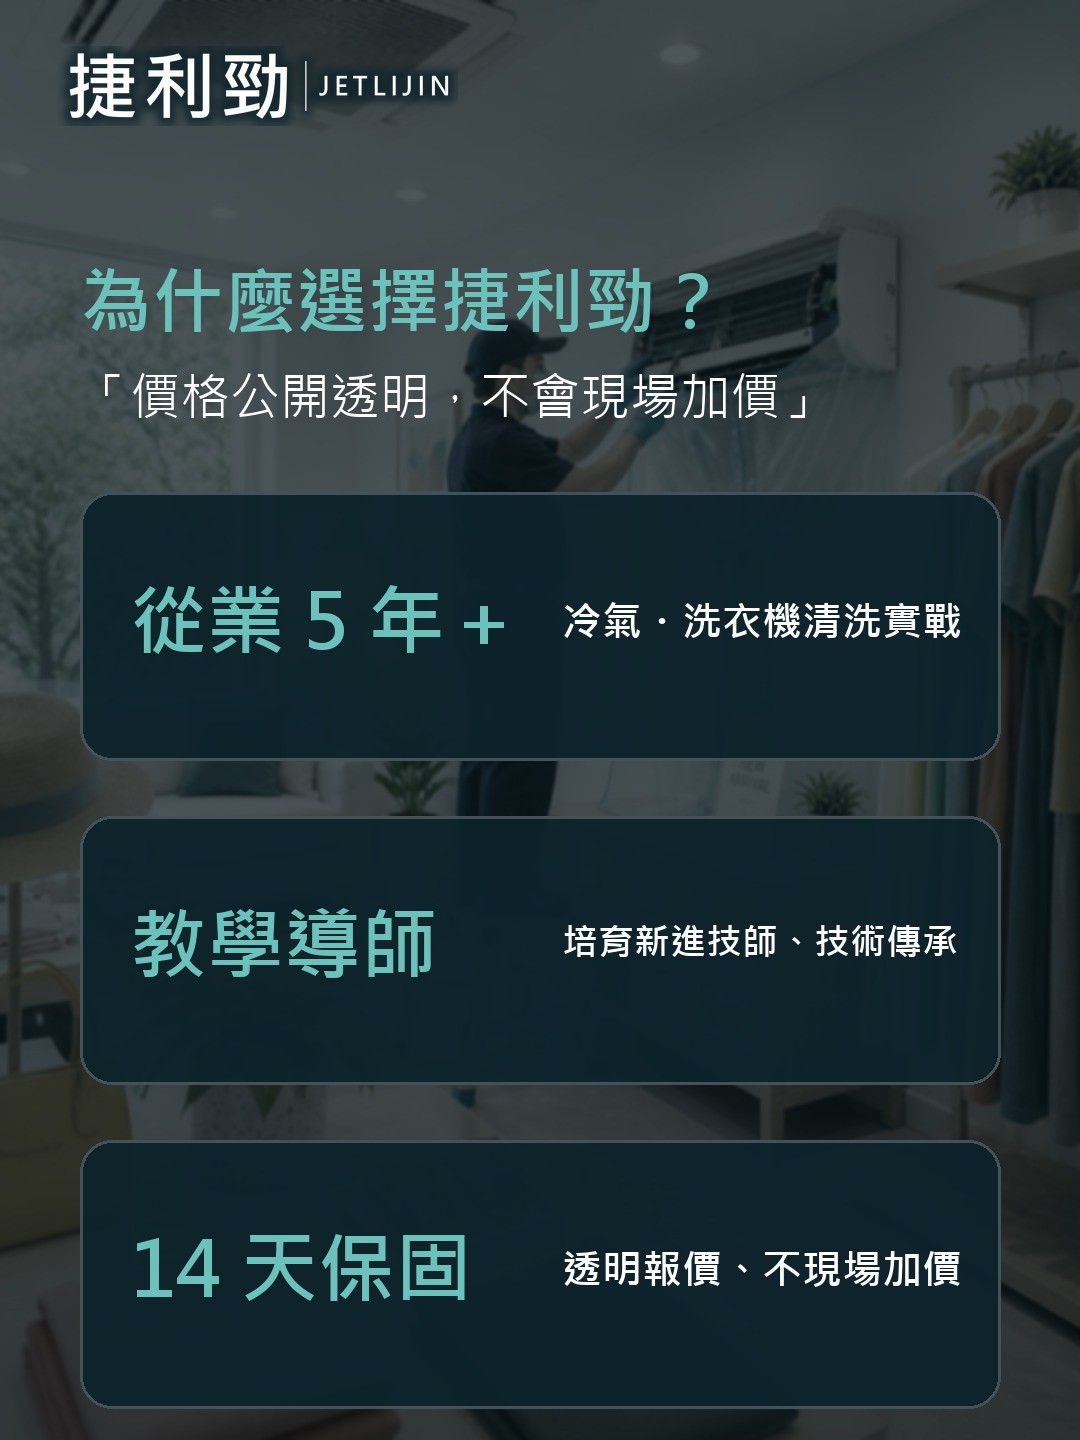 捷利勁 | JETLIJIN
為什麼選擇捷利勁?
「價格公開透明，不會現場加價」
從業 5 年 + 冷氣・洗衣機清洗實戰
教學導師 培育新進技師、技術傳承
14 天保固 透明報價、不現場加價